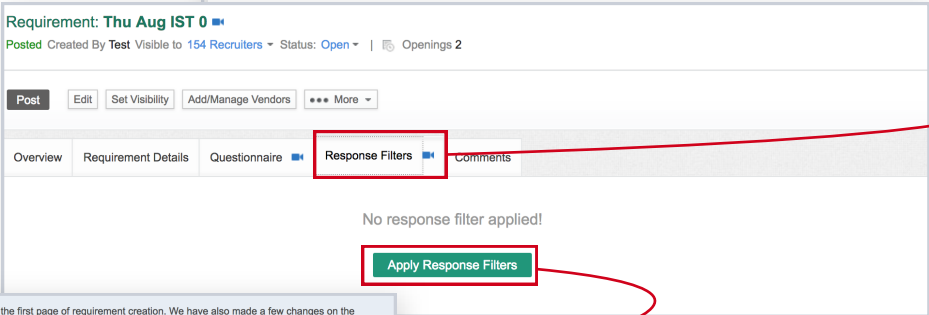 Requirement: Thu Aug IST 0
Posted Created By Test Visible to 154 Recruiters Status: Open | Openings 2
Post Edit Set Visibility Add/Manage Vendors More
Overview Requirement Details Questionnaire Response Filters Comments
No response filter applied!
Apply Response Filters
the first page of requirement creation. We have also made a few changes on the